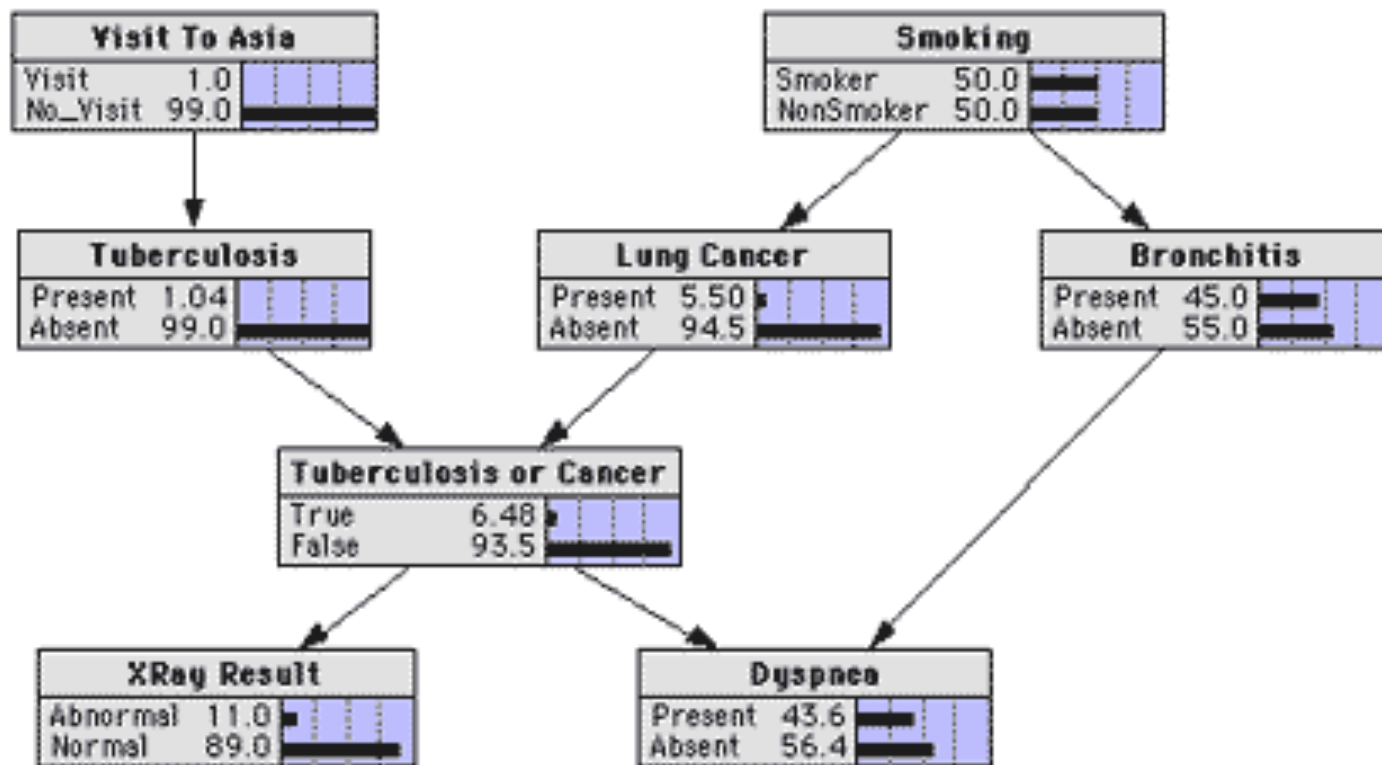 Visit To Asia
Visit 1.0
No_Visit 99.0
Smoking
Smoker 50.0
NonSmoker 50.0
Tuberculosis
Present 1.04
Absent 99.0
Lung Cancer
Present 5.50
Absent 94.5
Bronchitis
Present 45.0
Absent 55.0
Tuberculosis or Cancer
True 6.48
False 93.5
XRay Result
Abnormal 11.0
Normal 89.0
Dyspnea
Present 43.6
Absent 56.4